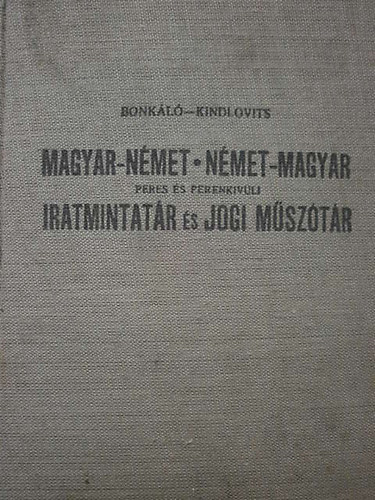 BONKÁLÓ—KINDLOVITS
MAGYAR-NÉMET • NÉMET-MAGYAR
PERES ÉS PERENKIVÜLI
IRATMINTATÁR ÉS JOGI MŰSZÓTÁR